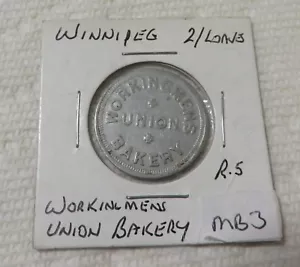 WINNIPEG 2/LOAVES
WORKINGMENS
UNION
BAKERY
R.5
WORKINGMENS
UNION BAKERY
MB3